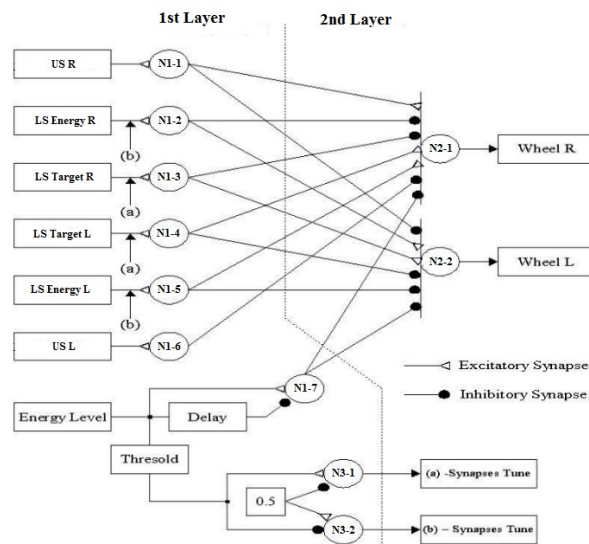 1st Layer
2nd Layer
US R
N1-1
LS Energy R
N1-2
(b)
N2-1
Wheel R
LS Target R
N1-3
(a)
LS Target L
N1-4
(a)
N2-2
Wheel L
LS Energy L
N1-5
(b)
US L
N1-6
Excitatory Synapse
N1-7
Inhibitory Synapse
Energy Level
Delay
Thresold
N3-1
(a) -Synapses Tune
0.5
N3-2
(b) – Synapses Tune